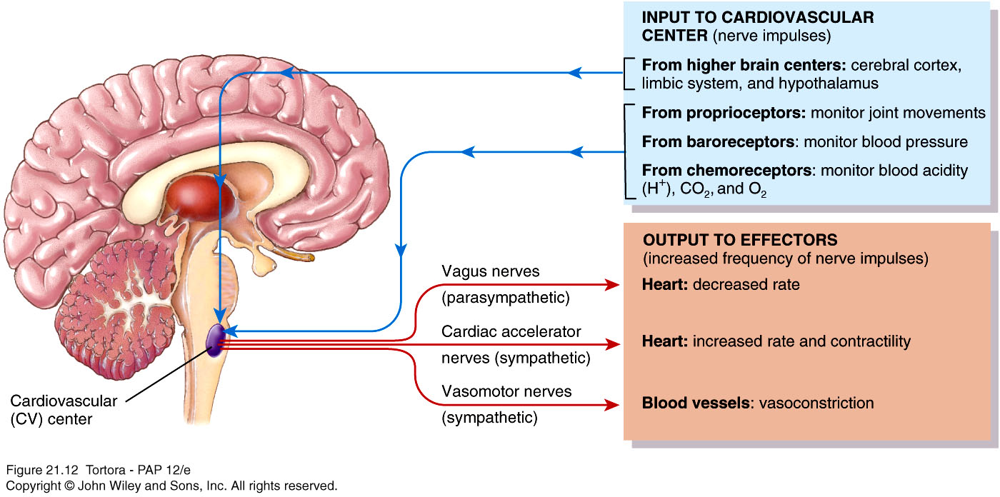 INPUT TO CARDIOVASCULAR
CENTER (nerve impulses)
From higher brain centers: cerebral cortex,
limbic system, and hypothalamus
From proprioceptors: monitor joint movements
From baroreceptors: monitor blood pressure
From chemoreceptors: monitor blood acidity
(H⁺), CO₂, and O₂
OUTPUT TO EFFECTORS
(increased frequency of nerve impulses)
Vagus nerves
(parasympathetic)
Heart: decreased rate
Cardiac accelerator
nerves (sympathetic)
Heart: increased rate and contractility
Vasomotor nerves
(sympathetic)
Blood vessels: vasoconstriction
Cardiovascular
(CV) center
Figure 21.12 Tortora - PAP 12/e
Copyright © John Wiley and Sons, Inc. All rights reserved.